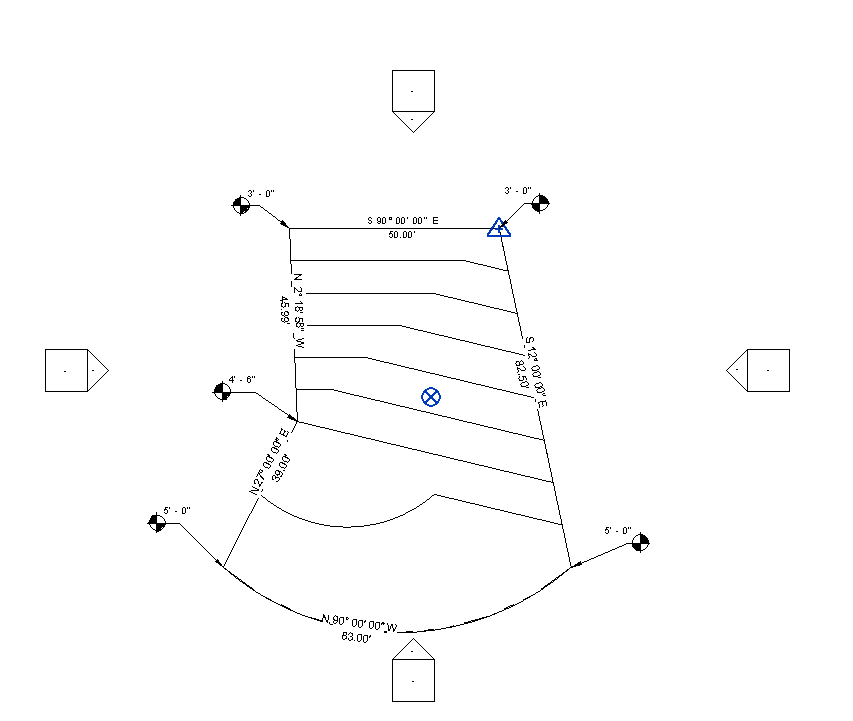 3' - 0"
3' - 0"
S 90° 00' 00" E
50.00'
N 2° 18' 58" W
45.99'
S 12° 00' 00" E
82.50'
4' - 6"
N 27° 00' 00" E
39.00'
5' - 0"
5' - 0"
N 90° 00' 00" W
63.00'